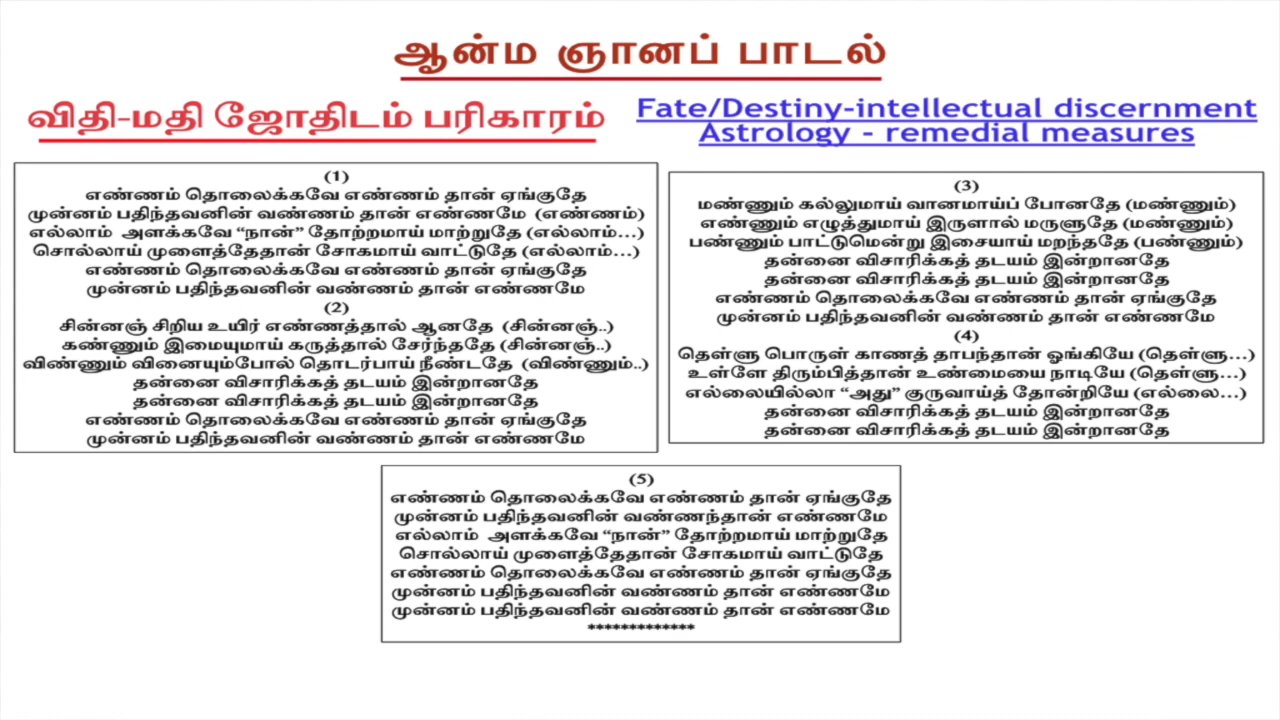 ஆன்ம ஞானப் பாடல்
விதி-மதி ஜோதிடம் பரிகாரம்
Fate/Destiny-intellectual discernment
Astrology - remedial measures
(1)
எண்ணம் தொலைக்கவே எண்ணம் தான் ஏங்குதே
முன்னம் பதிந்தவனின் வண்ணம் தான் எண்ணமே (எண்ணம்)
எல்லாம் அளக்கவே “நான்” தோற்றமாய் மாற்றுதே (எல்லாம்…)
சொல்லாய் முளைத்தேதான் சோகமாய் வாட்டுதே (எல்லாம்…)
எண்ணம் தொலைக்கவே எண்ணம் தான் ஏங்குதே
முன்னம் பதிந்தவனின் வண்ணம் தான் எண்ணமே
(2)
சின்னஞ் சிறிய உயிர் எண்ணத்தால் ஆனதே (சின்னஞ்..)
கண்ணும் இமையுமாய் கருத்தால் சேர்ந்ததே (சின்னஞ்..)
விண்ணும் வினையும்போல் தொடர்பாய் நீண்டதே (விண்ணும்..)
தன்னை விசாரிக்கத் தடயம் இன்றானதே
தன்னை விசாரிக்கத் தடயம் இன்றானதே
எண்ணம் தொலைக்கவே எண்ணம் தான் ஏங்குதே
முன்னம் பதிந்தவனின் வண்ணம் தான் எண்ணமே
(3)
மண்ணும் கல்லுமாய் வானமாய்ப் போனதே (மண்ணும்)
எண்ணும் எழுத்துமாய் இருளால் மருளுதே (மண்ணும்)
பண்ணும் பாட்டுமென்று இசையாய் மறந்ததே (பண்ணும்)
தன்னை விசாரிக்கத் தடயம் இன்றானதே
தன்னை விசாரிக்கத் தடயம் இன்றானதே
எண்ணம் தொலைக்கவே எண்ணம் தான் ஏங்குதே
முன்னம் பதிந்தவனின் வண்ணம் தான் எண்ணமே
(4)
தெள்ளு பொருள் காணத் தாபந்தான் ஓங்கியே (தெள்ளு…)
உள்ளே திரும்பித்தான் உண்மையை நாடியே (தெள்ளு…)
எல்லையில்லா “அது” குருவாய்த் தோன்றியே (எல்லை…)
தன்னை விசாரிக்கத் தடயம் இன்றானதே
தன்னை விசாரிக்கத் தடயம் இன்றானதே
(5)
எண்ணம் தொலைக்கவே எண்ணம் தான் ஏங்குதே
முன்னம் பதிந்தவனின் வண்ணந்தான் எண்ணமே
எல்லாம் அளக்கவே “நான்” தோற்றமாய் மாற்றுதே
சொல்லாய் முளைத்தேதான் சோகமாய் வாட்டுதே
எண்ணம் தொலைக்கவே எண்ணம் தான் ஏங்குதே
முன்னம் பதிந்தவனின் வண்ணம் தான் எண்ணமே
முன்னம் பதிந்தவனின் வண்ணம் தான் எண்ணமே
*************